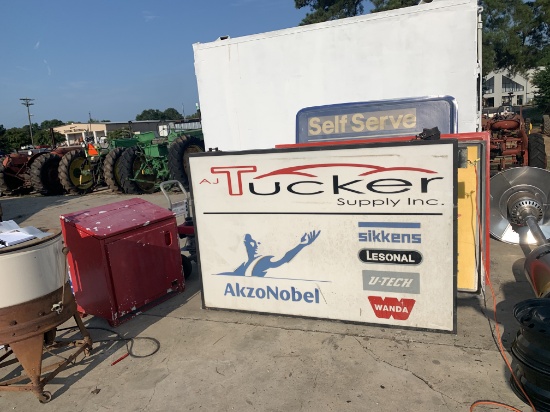 Self Serve
AJ Tucker
Supply Inc.
sikkens
LESONAL
U-TECH
WANDA
AkzoNobel